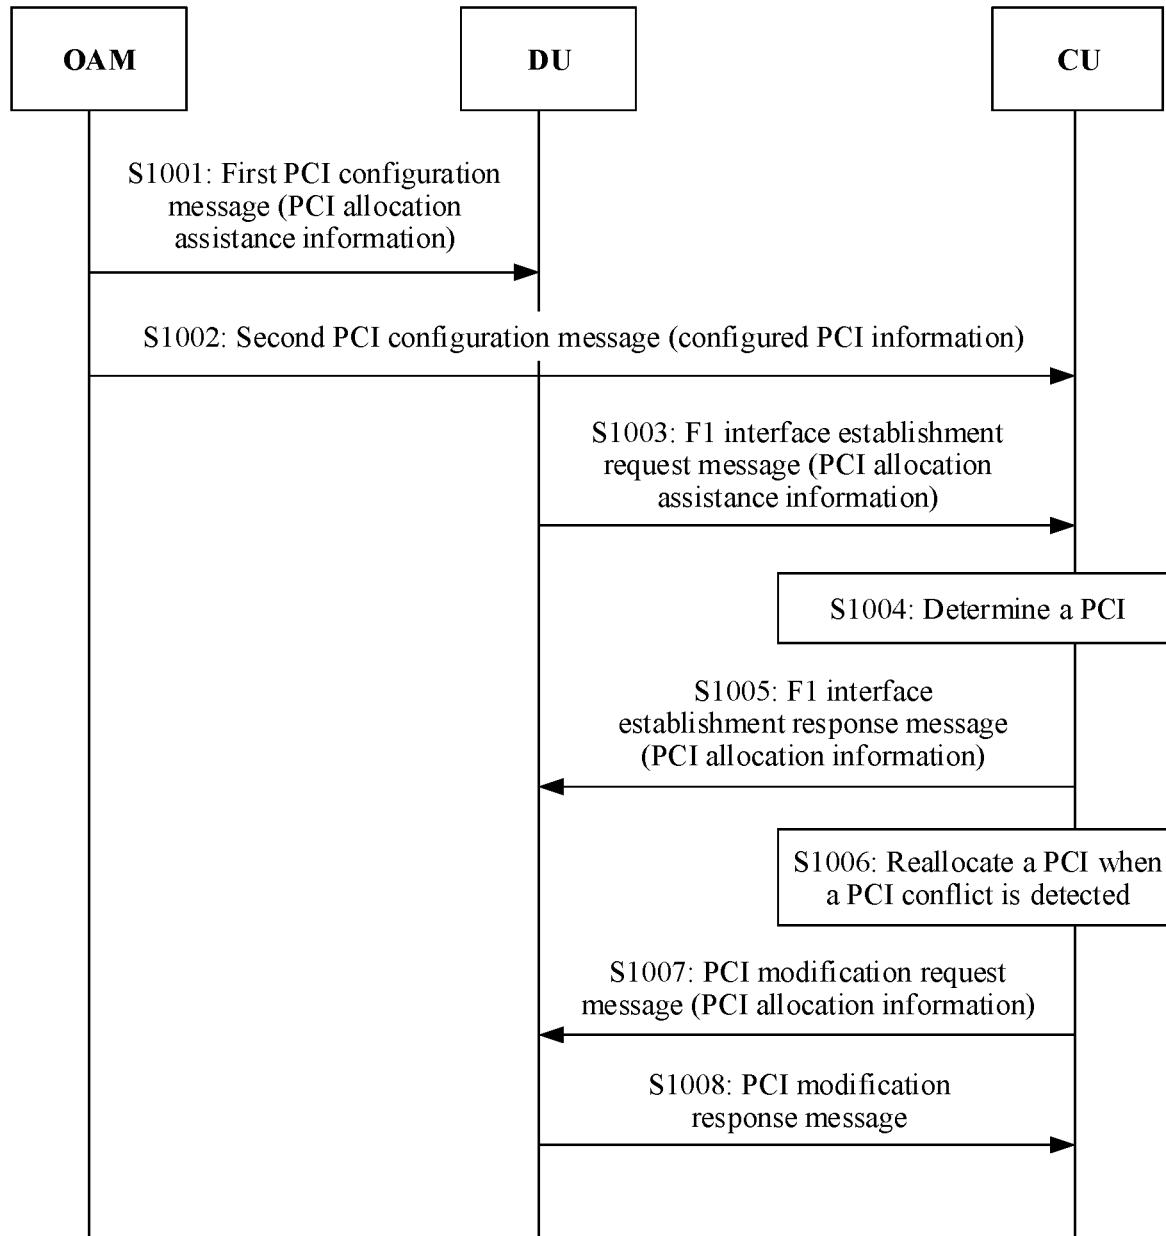 OAM
DU
CU
S1001: First PCI configuration
message (PCI allocation
assistance information)
S1002: Second PCI configuration message (configured PCI information)
S1003: F1 interface establishment
request message (PCI allocation
assistance information)
S1004: Determine a PCI
S1005: F1 interface
establishment response message
(PCI allocation information)
S1006: Reallocate a PCI when
a PCI conflict is detected
S1007: PCI modification request
message (PCI allocation information)
S1008: PCI modification
response message